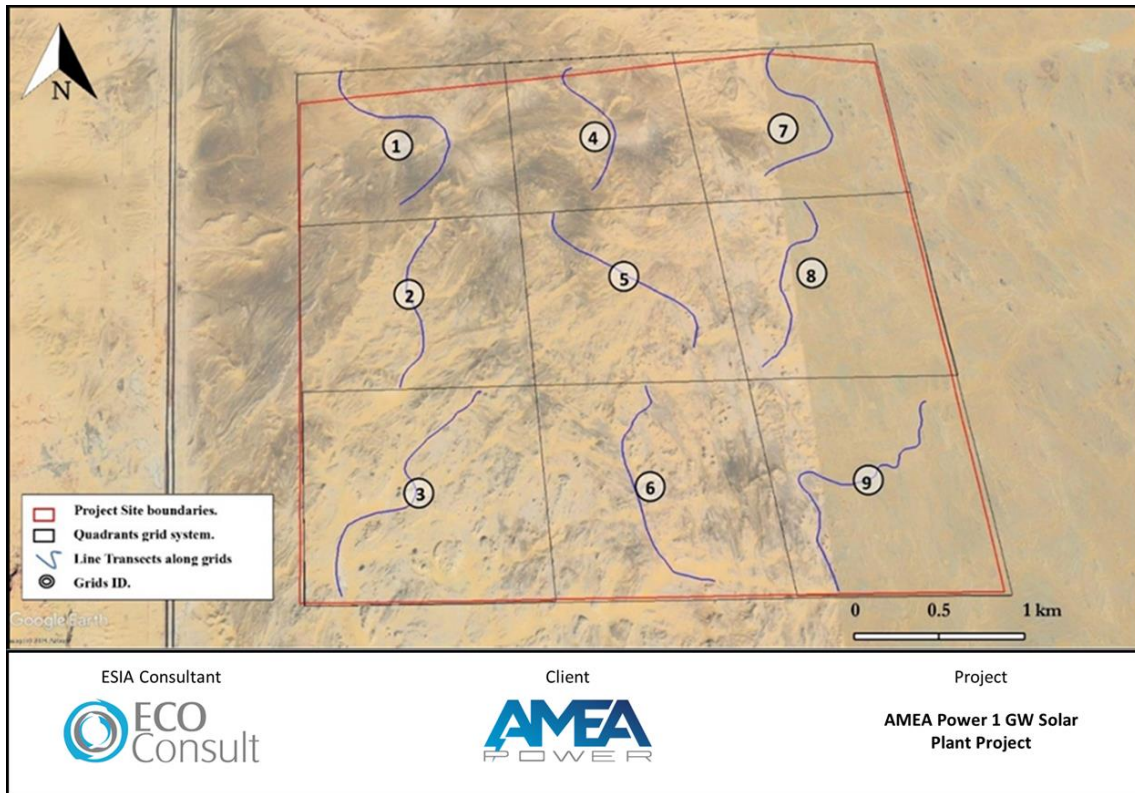 N
1
4
7
2
5
8
3
6
9
Project Site boundaries.
Quadrants grid system.
Line Transects along grids
Grids ID.
0 0.5 1 km
Google Earth
ESIA Consultant
ECO
Consult
Client
AMEA
POWER
Project
AMEA Power 1 GW Solar
Plant Project